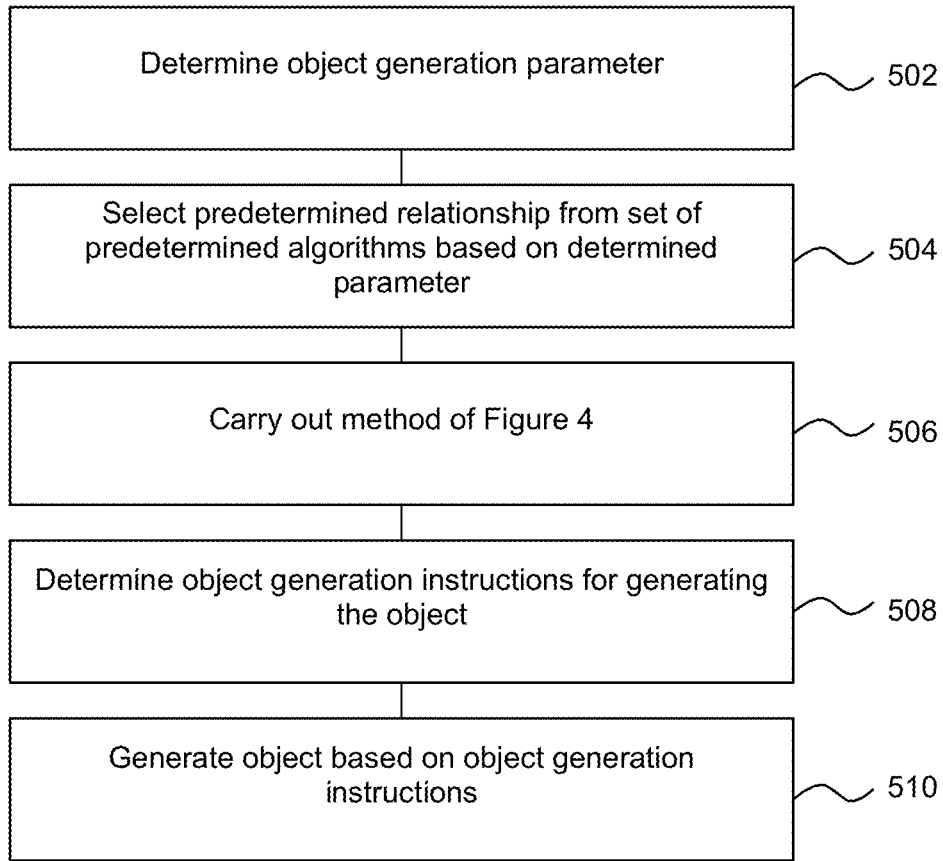 Determine object generation parameter
502
Select predetermined relationship from set of
predetermined algorithms based on determined
parameter
504
Carry out method of Figure 4
506
Determine object generation instructions for generating
the object
508
Generate object based on object generation
instructions
510